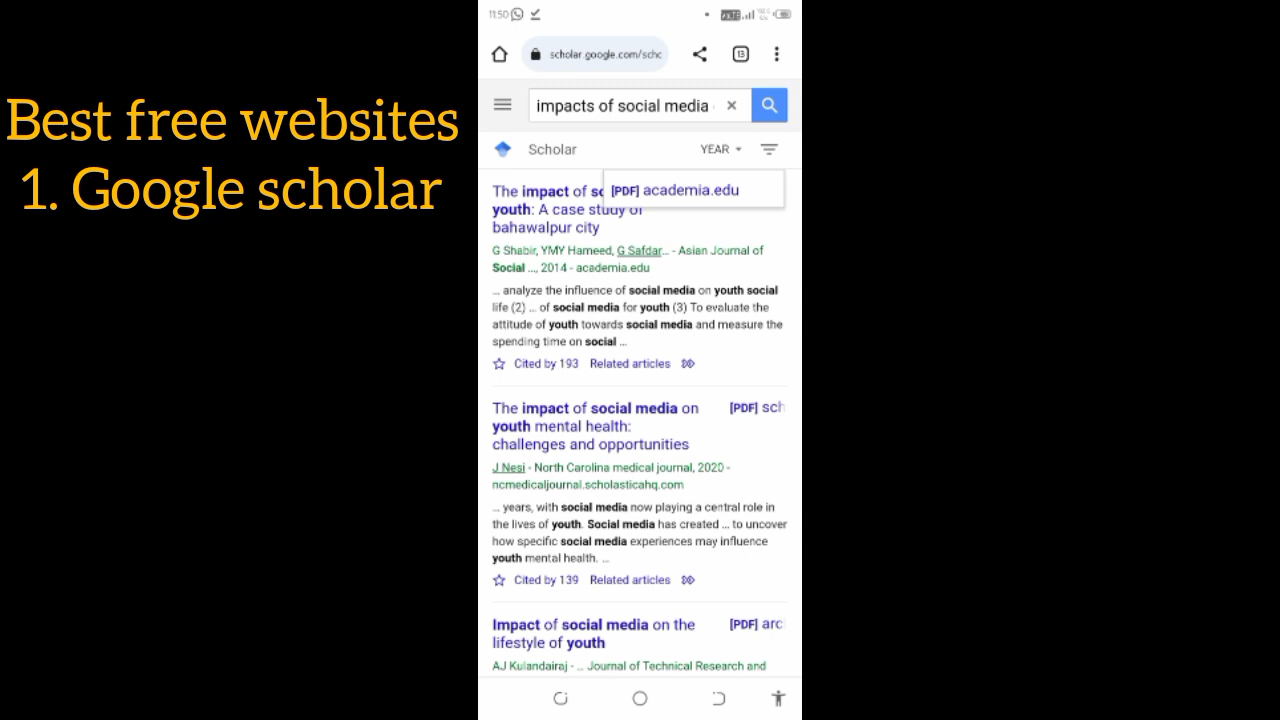 Best free websites
1. Google scholar
11:50
scholar.google.com/schc
13
impacts of social media
Scholar
YEAR
The impact of sc
[PDF] academia.edu
youth: A case study of
bahawalpur city
G Shabir, YMY Hameed, G Safdar... - Asian Journal of
Social ..., 2014 - academia.edu
... analyze the influence of social media on youth social
life (2) ... of social media for youth (3) To evaluate the
attitude of youth towards social media and measure the
spending time on social ...
Cited by 193 Related articles
The impact of social media on [PDF] sch
youth mental health:
challenges and opportunities
J Nesi - North Carolina medical journal, 2020 -
ncmedicaljournal.scholasticahq.com
... years, with social media now playing a central role in
the lives of youth. Social media has created ... to uncover
how specific social media experiences may influence
youth mental health. ...
Cited by 139 Related articles
Impact of social media on the [PDF] arc
lifestyle of youth
AJ Kulandairaj - ... Journal of Technical Research and